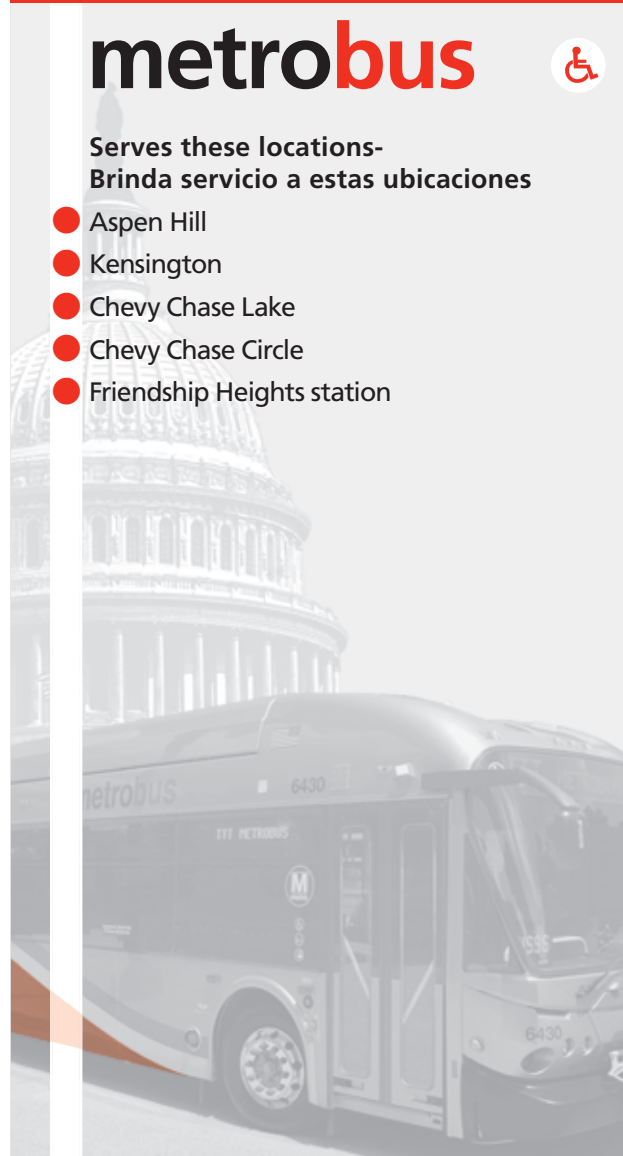 metrobus
Serves these locations-
Brinda servicio a estas ubicaciones
Aspen Hill
Kensington
Chevy Chase Lake
Chevy Chase Circle
Friendship Heights station
metrobus
6430
TTT METROBUS
M
6430